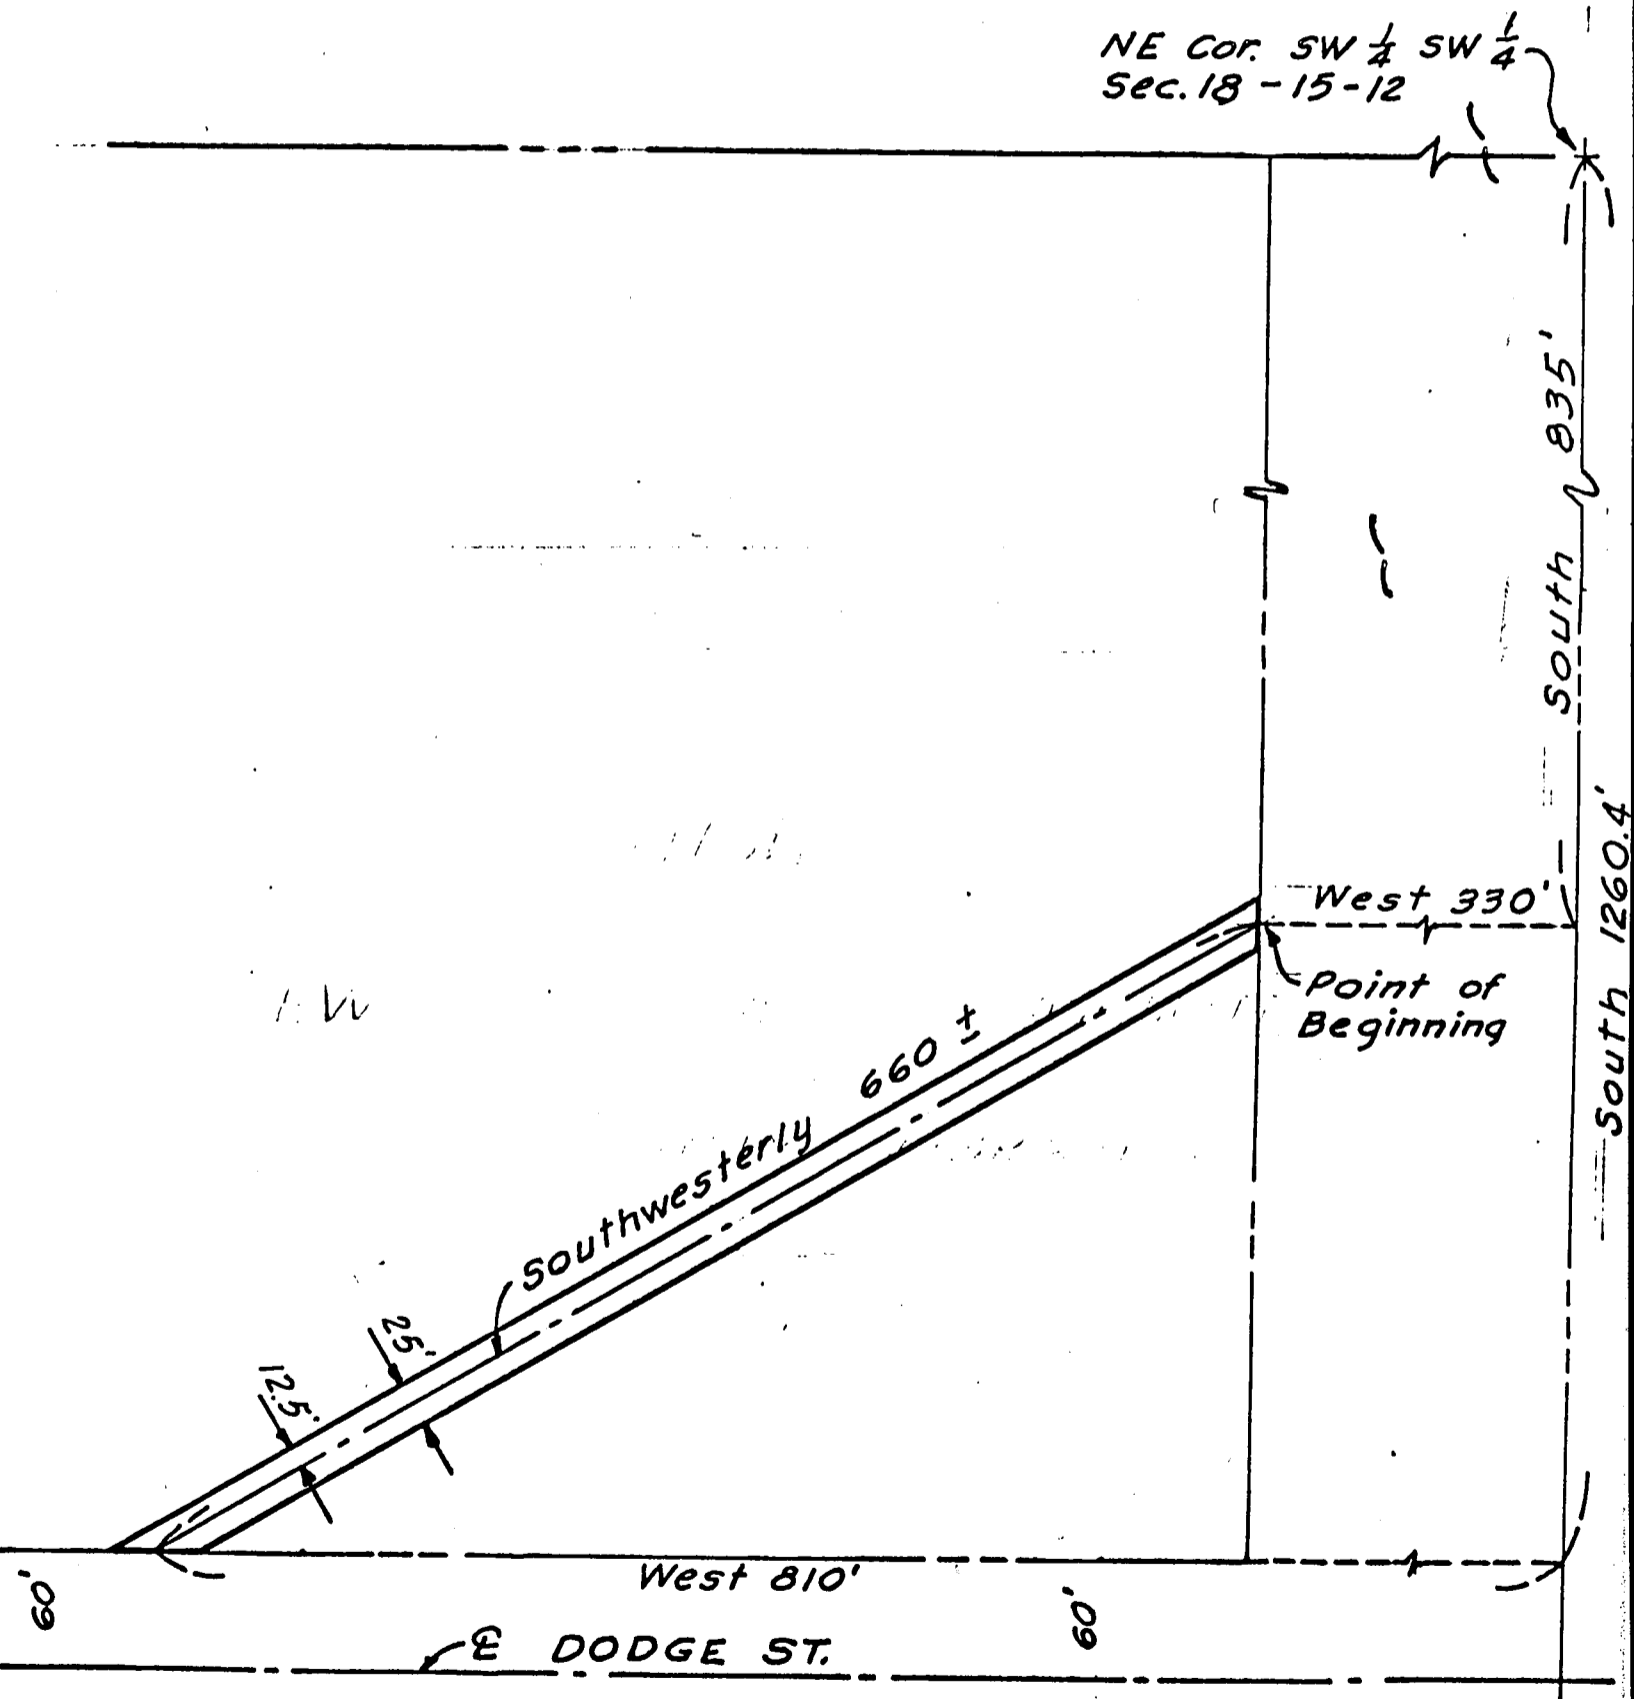 NE Cor. SW 1/4 SW 1/4
Sec. 18 - 15 - 12
South 835'
South 1260.4'
West 330'
Point of
Beginning
Southwesterly 660 ±
25'
12.5'
West 810'
60'
60'
℄ DODGE ST.